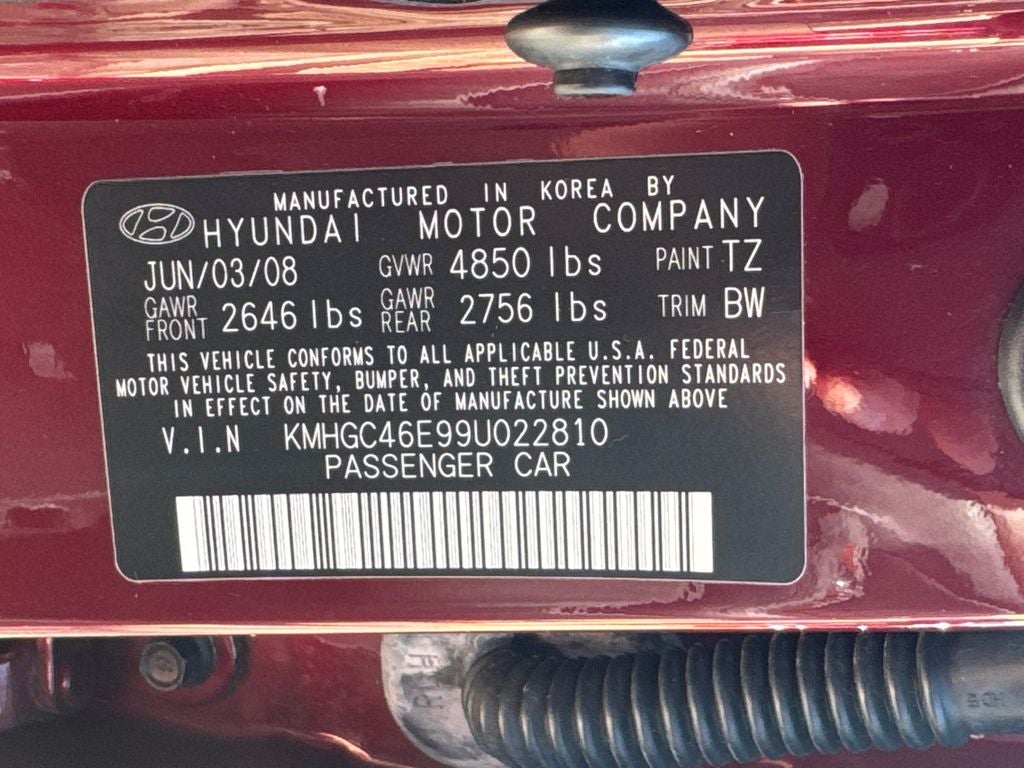 MANUFACTURED IN KOREA BY
HYUNDAI MOTOR COMPANY
JUN/03/08 GVWR 4850 lbs PAINT TZ
GAWR FRONT 2646 lbs GAWR REAR 2756 lbs TRIM BW
THIS VEHICLE CONFORMS TO ALL APPLICABLE U.S.A. FEDERAL
MOTOR VEHICLE SAFETY, BUMPER, AND THEFT PREVENTION STANDARDS
IN EFFECT ON THE DATE OF MANUFACTURE SHOWN ABOVE
V.I.N KMHGC46E99U022810
PASSENGER CAR